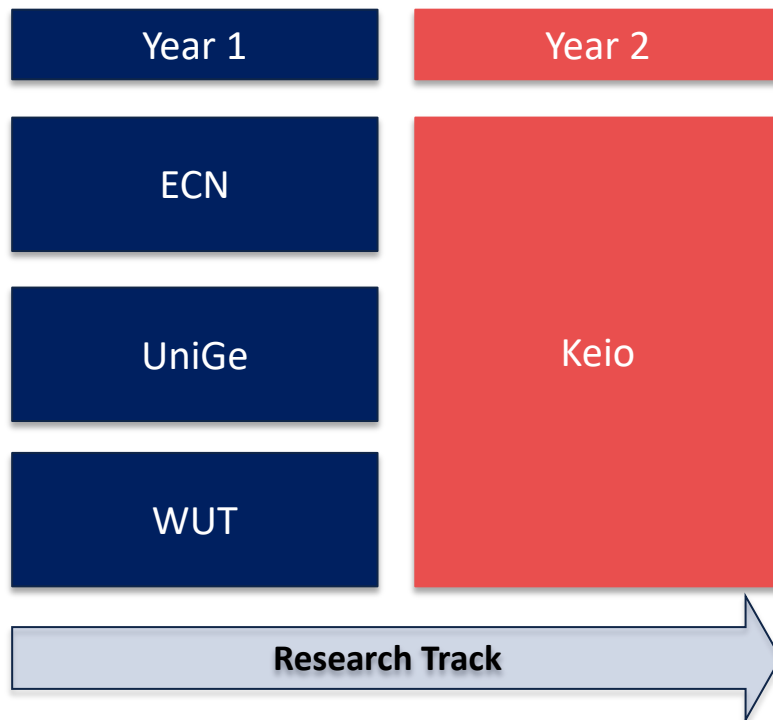 Year 1
Year 2
ECN
UniGe
WUT
Keio
Research Track